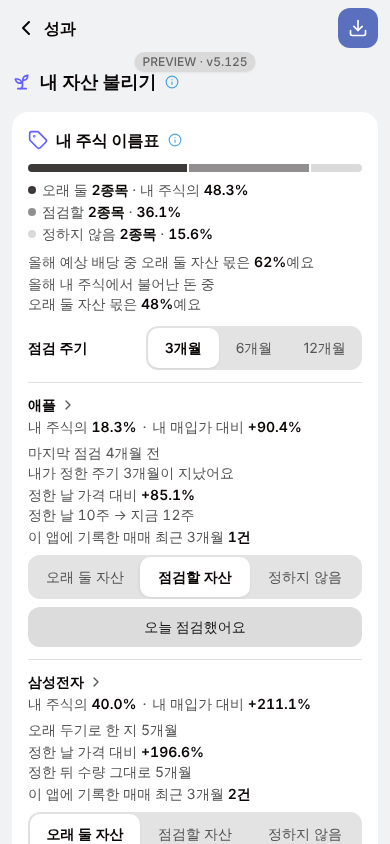 성과
PREVIEW · v5.125
내 자산 불리기
내 주식 이름표
오래 둘 2종목 · 내 주식의 48.3%
점검할 2종목 · 36.1%
정하지 않음 2종목 · 15.6%
올해 예상 배당 중 오래 둘 자산 몫은 62%예요
올해 내 주식에서 불어난 돈 중
오래 둘 자산 몫은 48%예요
점검 주기 3개월 6개월 12개월
애플
내 주식의 18.3% · 내 매입가 대비 +90.4%
마지막 점검 4개월 전
내가 정한 주기 3개월이 지났어요
정한 날 가격 대비 +85.1%
정한 날 10주 → 지금 12주
이 앱에 기록한 매매 최근 3개월 1건
오래 둘 자산 점검할 자산 정하지 않음
오늘 점검했어요
삼성전자
내 주식의 40.0% · 내 매입가 대비 +211.1%
오래 두기로 한 지 5개월
정한 날 가격 대비 +196.6%
정한 뒤 수량 그대로 5개월
이 앱에 기록한 매매 최근 3개월 2건
오래 둘 자산 점검할 자산 정하지 않음